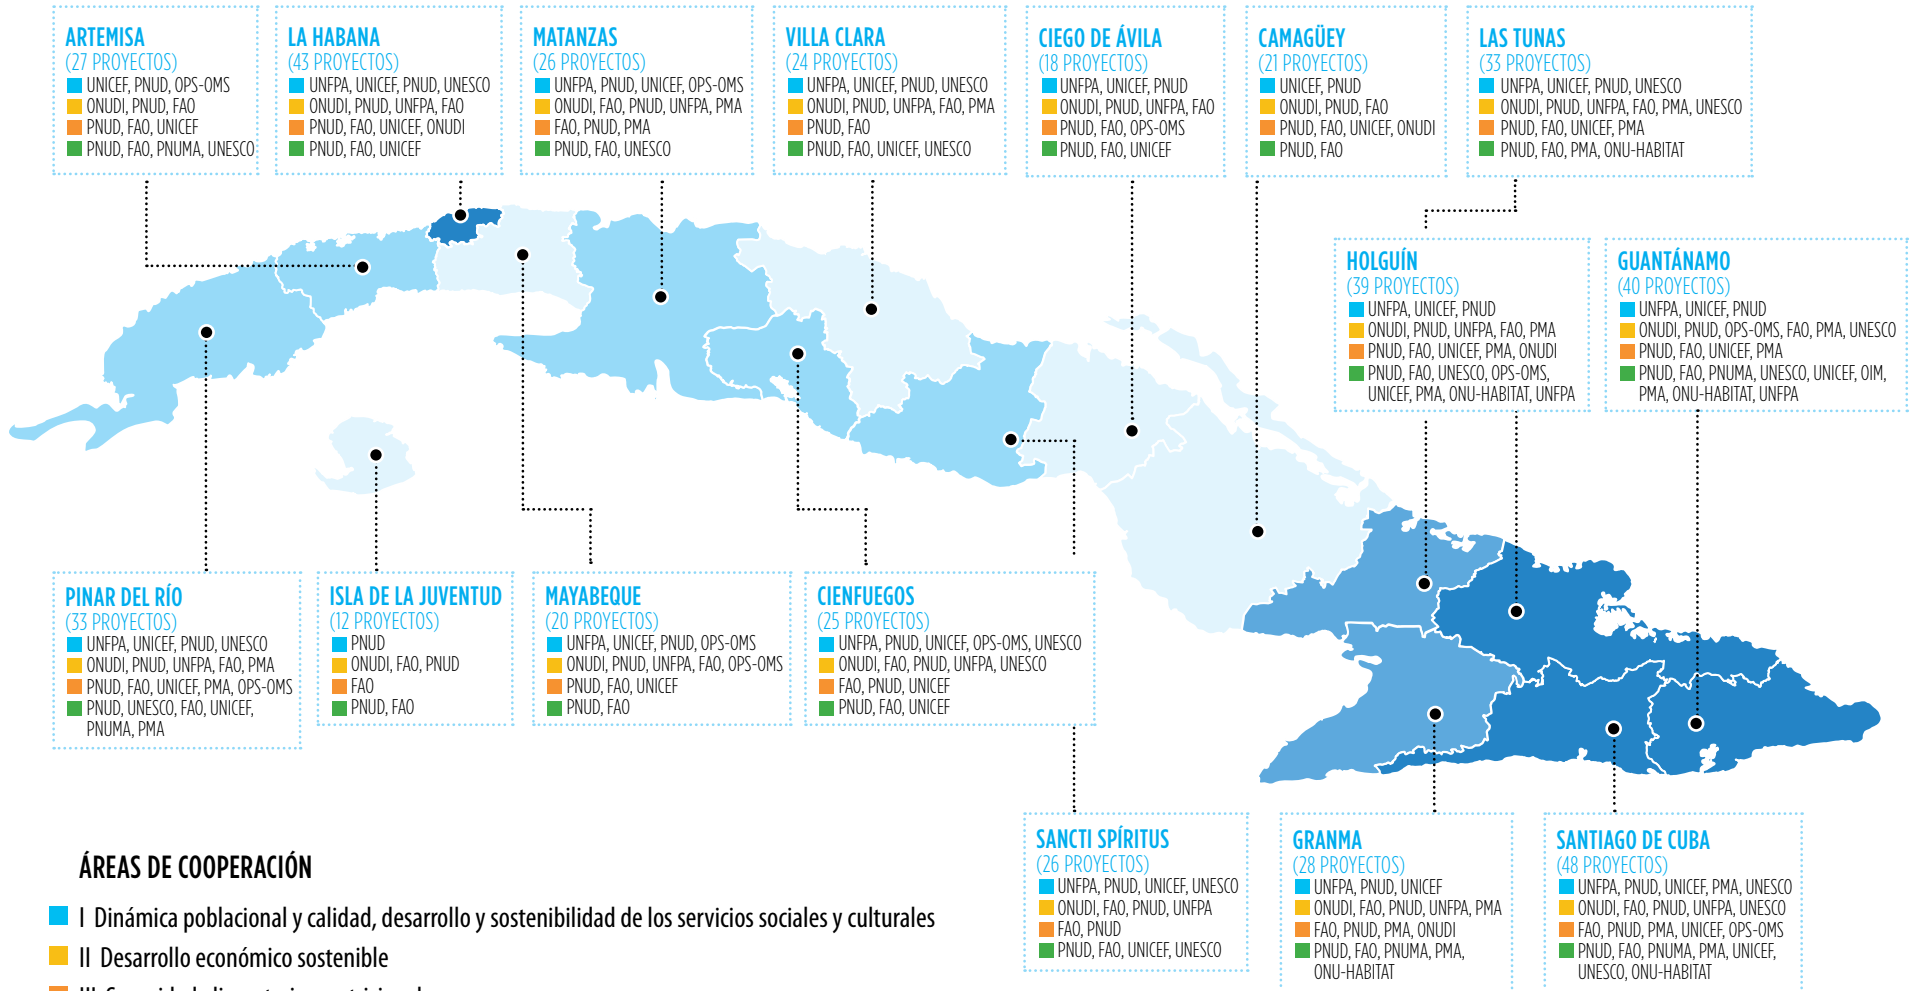 ARTEMISA
(27 PROYECTOS)
UNICEF, PNUD, OPS-OMS
ONUDI, PNUD, FAO
PNUD, FAO, UNICEF
PNUD, FAO, PNUMA, UNESCO
LA HABANA
(43 PROYECTOS)
UNFPA, UNICEF, PNUD, UNESCO
ONUDI, PNUD, UNFPA, FAO
PNUD, FAO, UNICEF, ONUDI
PNUD, FAO, UNICEF
MATANZAS
(26 PROYECTOS)
UNFPA, PNUD, UNICEF, OPS-OMS
ONUDI, FAO, PNUD, UNFPA, PMA
FAO, PNUD, PMA
PNUD, FAO, UNESCO
VILLA CLARA
(24 PROYECTOS)
UNFPA, UNICEF, PNUD, UNESCO
ONUDI, PNUD, UNFPA, FAO, PMA
PNUD, FAO
PNUD, FAO, UNICEF, UNESCO
CIEGO DE ÁVILA
(18 PROYECTOS)
UNFPA, UNICEF, PNUD
ONUDI, PNUD, UNFPA, FAO
PNUD, FAO, OPS-OMS
PNUD, FAO, UNICEF
CAMAGÜEY
(21 PROYECTOS)
UNICEF, PNUD
ONUDI, PNUD, FAO
PNUD, FAO, UNICEF, ONUDI
PNUD, FAO
LAS TUNAS
(33 PROYECTOS)
UNFPA, UNICEF, PNUD, UNESCO
ONUDI, PNUD, UNFPA, FAO, PMA, UNESCO
PNUD, FAO, UNICEF, PMA
PNUD, FAO, PMA, ONU-HABITAT
HOLGUÍN
(39 PROYECTOS)
UNFPA, UNICEF, PNUD
ONUDI, PNUD, UNFPA, FAO, PMA
PNUD, FAO, UNICEF, PMA, ONUDI
PNUD, FAO, UNESCO, OPS-OMS,
UNICEF, PMA, ONU-HABITAT, UNFPA
GUANTÁNAMO
(40 PROYECTOS)
UNFPA, UNICEF, PNUD
ONUDI, PNUD, OPS-OMS, FAO, PMA, UNESCO
PNUD, FAO, UNICEF, PMA
PNUD, FAO, PNUMA, UNESCO, UNICEF, OIM,
PMA, ONU-HABITAT, UNFPA
PINAR DEL RÍO
(33 PROYECTOS)
UNFPA, UNICEF, PNUD, UNESCO
ONUDI, PNUD, UNFPA, FAO, PMA
PNUD, FAO, UNICEF, PMA, OPS-OMS
PNUD, UNESCO, FAO, UNICEF,
PNUMA, PMA
ISLA DE LA JUVENTUD
(12 PROYECTOS)
PNUD
ONUDI, FAO, PNUD
FAO
PNUD, FAO
MAYABEQUE
(20 PROYECTOS)
UNFPA, UNICEF, PNUD, OPS-OMS
ONUDI, PNUD, UNFPA, FAO, OPS-OMS
PNUD, FAO, UNICEF
PNUD, FAO
CIENFUEGOS
(25 PROYECTOS)
UNFPA, PNUD, UNICEF, OPS-OMS, UNESCO
ONUDI, FAO, PNUD, UNFPA, UNESCO
FAO, PNUD, UNICEF
PNUD, FAO, UNICEF
SANCTI SPÍRITUS
(26 PROYECTOS)
UNFPA, PNUD, UNICEF, UNESCO
ONUDI, FAO, PNUD, UNFPA
FAO, PNUD
PNUD, FAO, UNICEF, UNESCO
GRANMA
(28 PROYECTOS)
UNFPA, PNUD, UNICEF
ONUDI, FAO, PNUD, UNFPA, PMA
FAO, PNUD, PMA, ONUDI
PNUD, FAO, PNUMA, PMA,
ONU-HABITAT
SANTIAGO DE CUBA
(48 PROYECTOS)
UNFPA, PNUD, UNICEF, PMA, UNESCO
ONUDI, FAO, PNUD, UNFPA, UNESCO
FAO, PNUD, PMA, UNICEF, OPS-OMS
PNUD, FAO, PNUMA, PMA, UNICEF,
UNESCO, ONU-HABITAT
ÁREAS DE COOPERACIÓN
I Dinámica poblacional y calidad, desarrollo y sostenibilidad de los servicios sociales y culturales
II Desarrollo económico sostenible